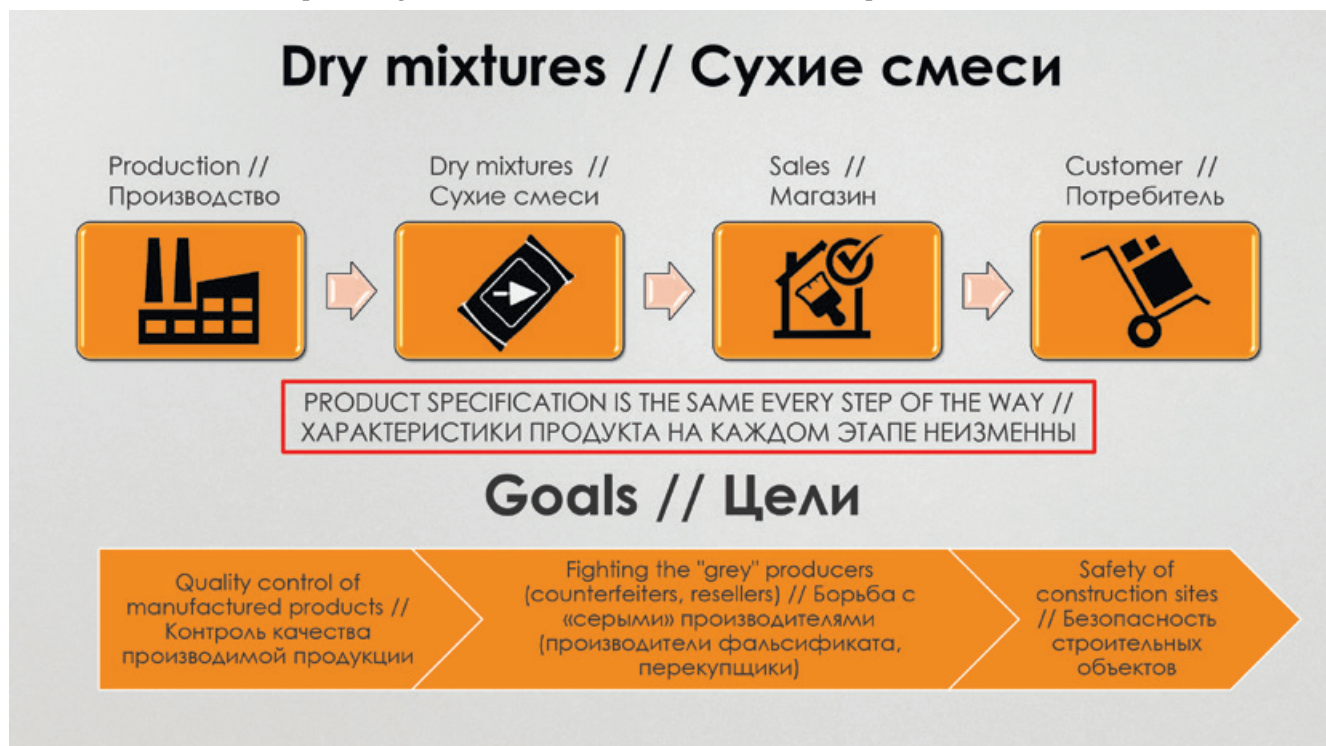 Dry mixtures // Сухие смеси
Production //
Производство
Dry mixtures //
Сухие смеси
Sales //
Магазин
Customer //
Потребитель
PRODUCT SPECIFICATION IS THE SAME EVERY STEP OF THE WAY //
ХАРАКТЕРИСТИКИ ПРОДУКТА НА КАЖДОМ ЭТАПЕ НЕИЗМЕННЫ
Goals // Цели
Quality control of
manufactured products //
Контроль качества
производимой продукции
Fighting the "grey" producers
(counterfeiters, resellers) // Борьба с
«серыми» производителями
(производители фальсификата,
перекупщики)
Safety of
construction sites
// Безопасность
строительных
объектов